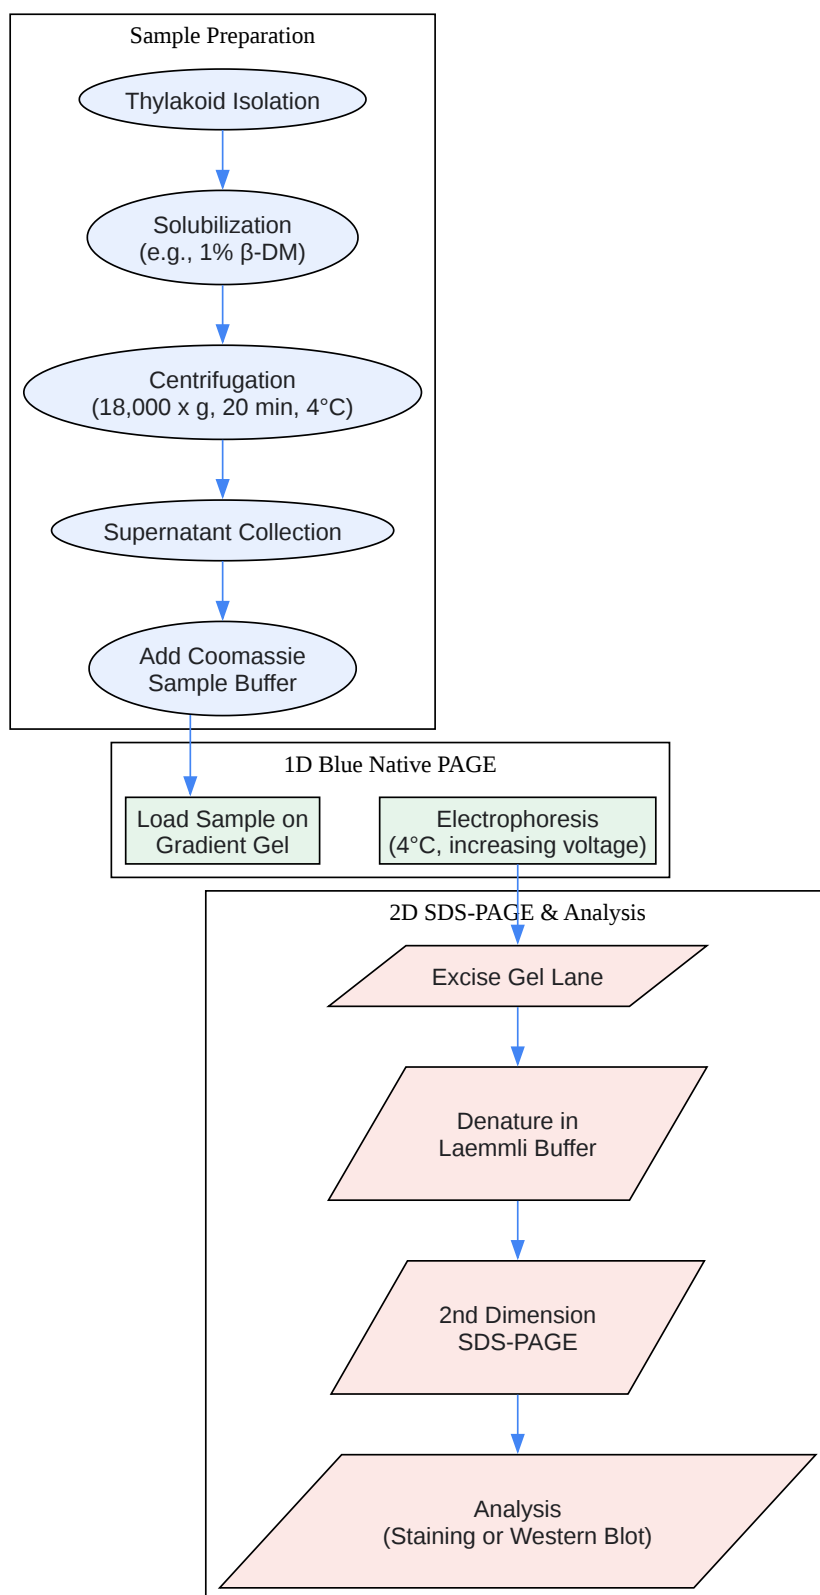 Sample Preparation
Thylakoid Isolation
Solubilization
(e.g., 1% β-DM)
Centrifugation
(18,000 x g, 20 min, 4°C)
Supernatant Collection
Add Coomassie
Sample Buffer
1D Blue Native PAGE
Load Sample on
Gradient Gel
Electrophoresis
(4°C, increasing voltage)
2D SDS-PAGE & Analysis
Excise Gel Lane
Denature in
Laemmli Buffer
2nd Dimension
SDS-PAGE
Analysis
(Staining or Western Blot)